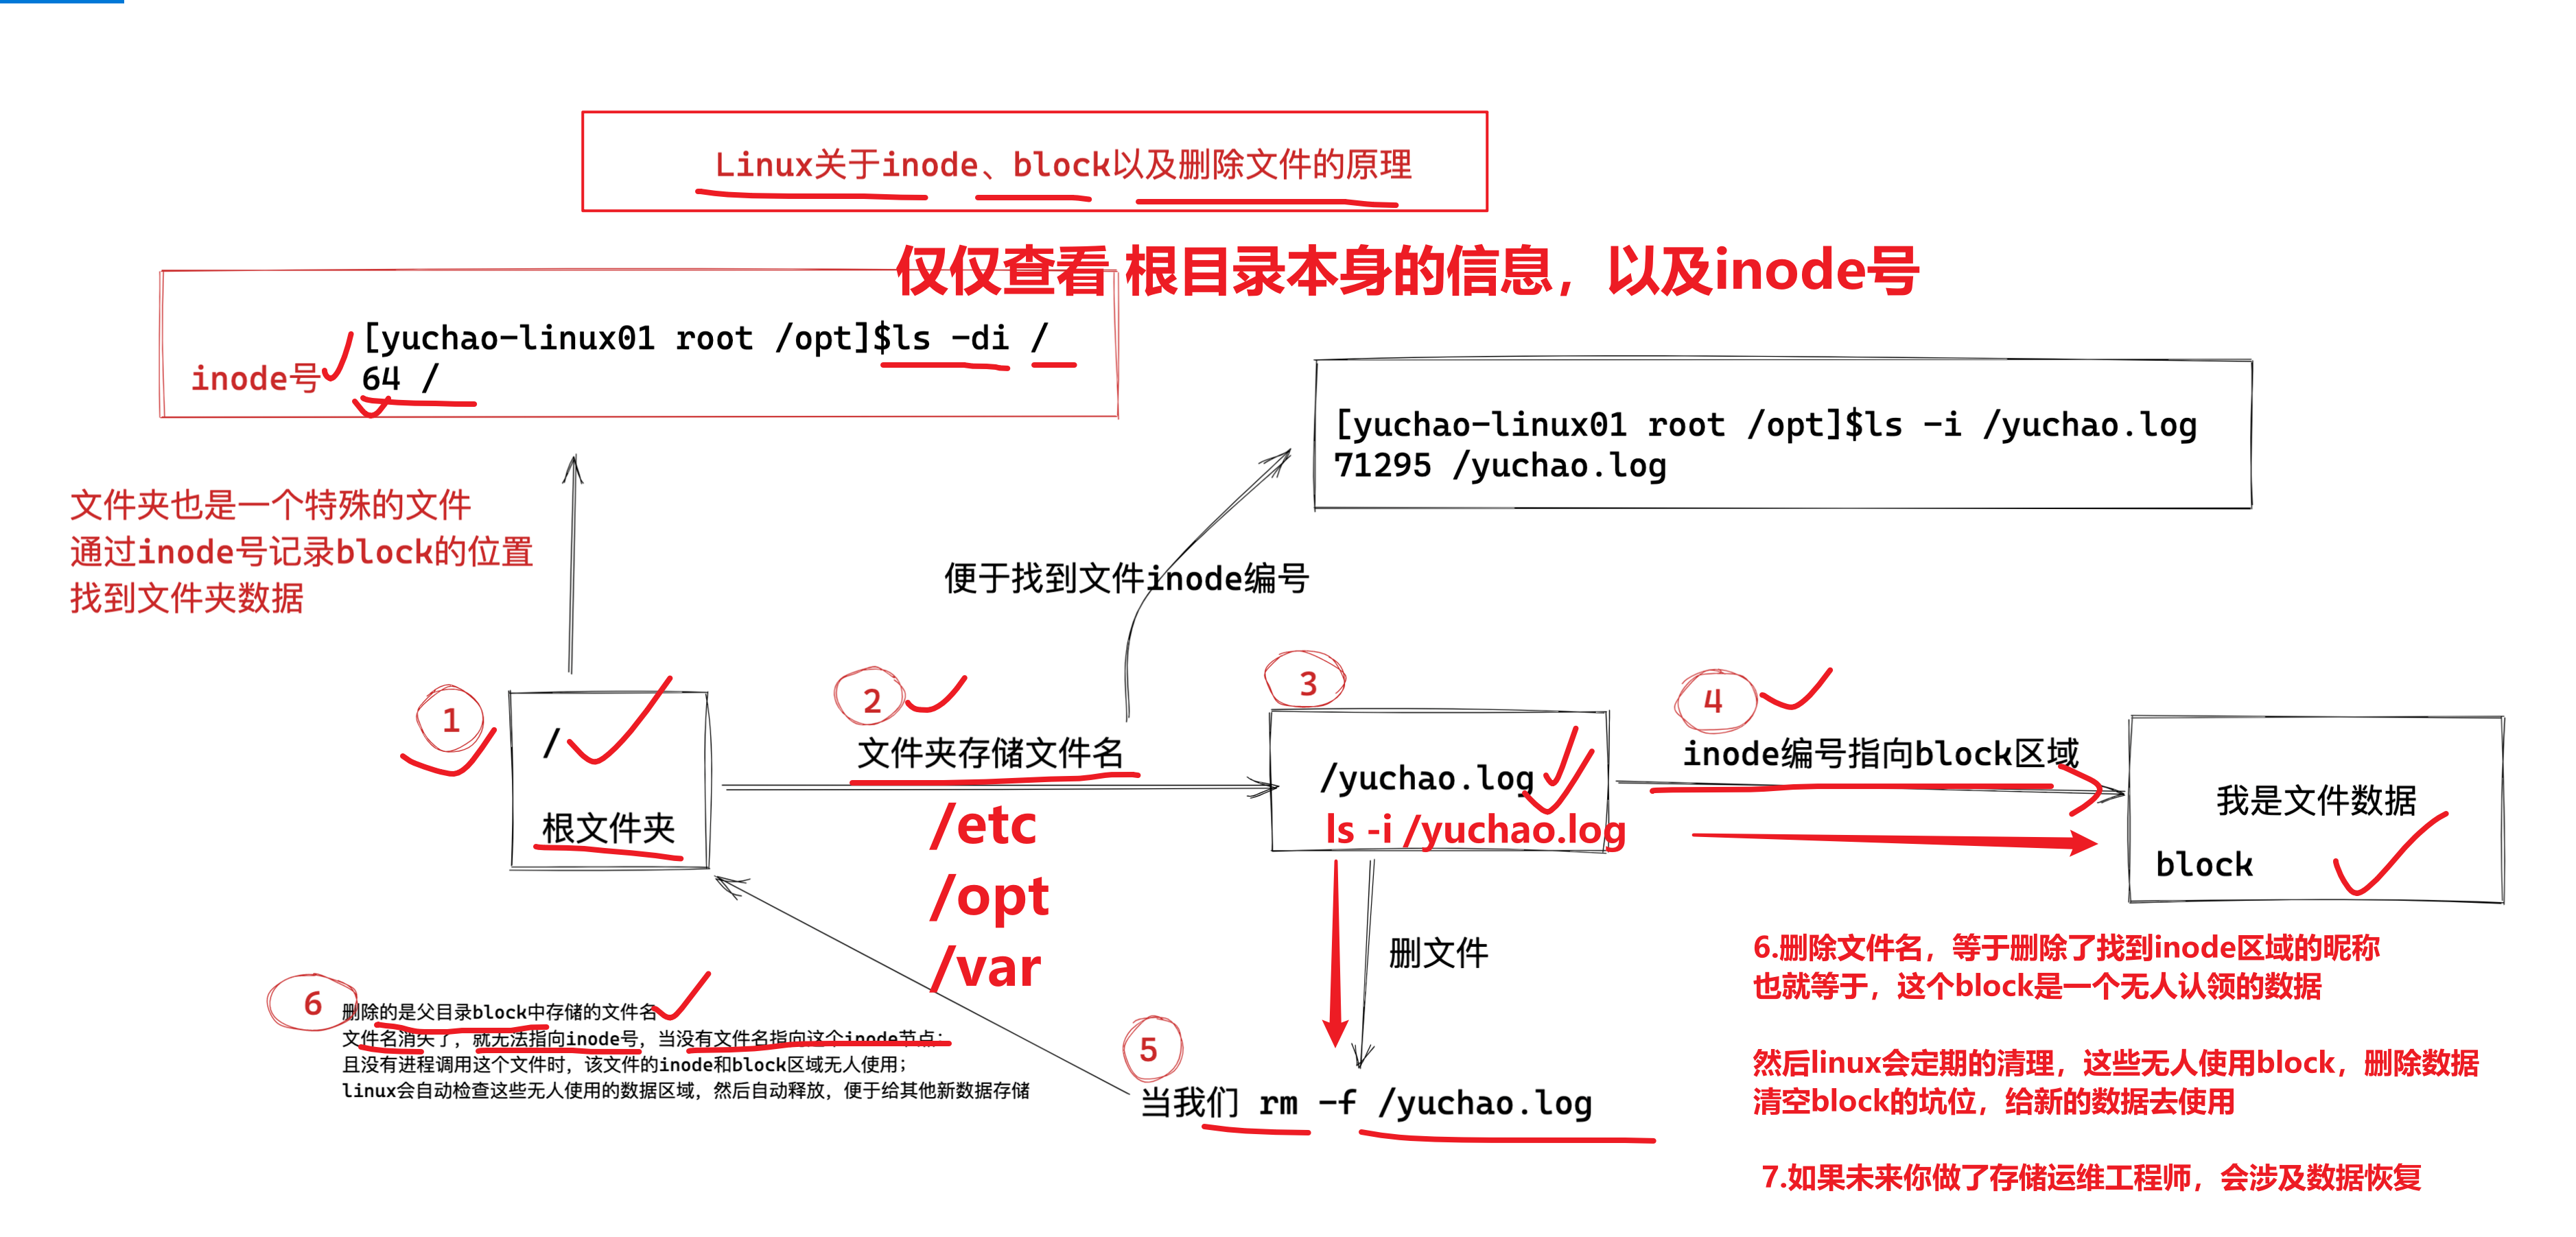 Linux关于inode、block以及删除文件的原理
仅仅查看 根目录本身的信息，以及inode号
[yuchao-linux01 root /opt]$ls -di /
inode号
64 /
[yuchao-linux01 root /opt]$ls -i /yuchao.log
71295 /yuchao.log
文件夹也是一个特殊的文件
通过inode号记录block的位置
找到文件夹数据
便于找到文件inode编号
1
/
根文件夹
2
文件夹存储文件名
/etc
/opt
/var
3
/yuchao.log
ls -i /yuchao.log
4
inode编号指向block区域
我是文件数据
block
删文件
5
当我们 rm -f /yuchao.log
6
删除的是父目录block中存储的文件名
文件名消失了，就无法指向inode号，当没有文件名指向这个inode节点；
且没有进程调用这个文件时，该文件的inode和block区域无人使用；
linux会自动检查这些无人使用的数据区域，然后自动释放，便于给其他新数据存储
6.删除文件名，等于删除了找到inode区域的昵称
也就等于，这个block是一个无人认领的数据
然后linux会定期的清理，这些无人使用block，删除数据
清空block的坑位，给新的数据去使用
7.如果未来你做了存储运维工程师，会涉及数据恢复